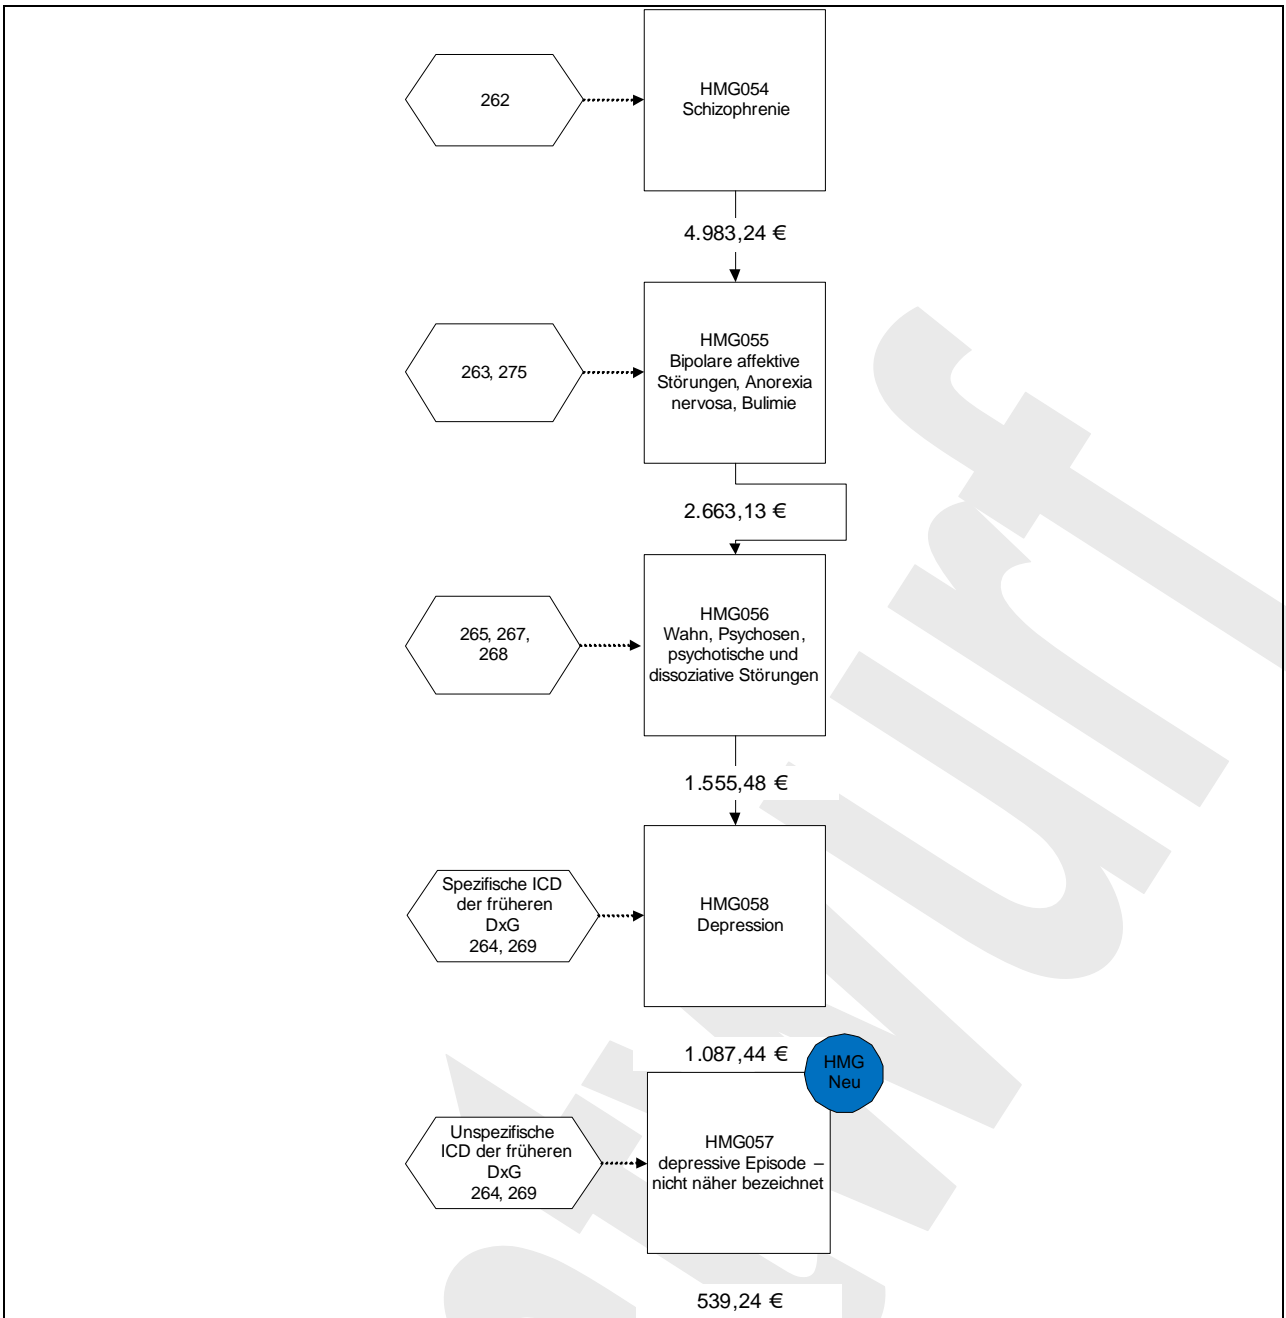 262
HMG054
Schizophrenie
4.983,24 €
263, 275
HMG055
Bipolare affektive
Störungen, Anorexia
nervosa, Bulimie
2.663,13 €
265, 267,
268
HMG056
Wahn, Psychosen,
psychotische und
dissoziative Störungen
1.555,48 €
Spezifische ICD
der früheren
DxG
264, 269
HMG058
Depression
1.087,44 €
HMG
Neu
Unspezifische
ICD der früheren
DxG
264, 269
HMG057
depressive Episode –
nicht näher bezeichnet
539,24 €